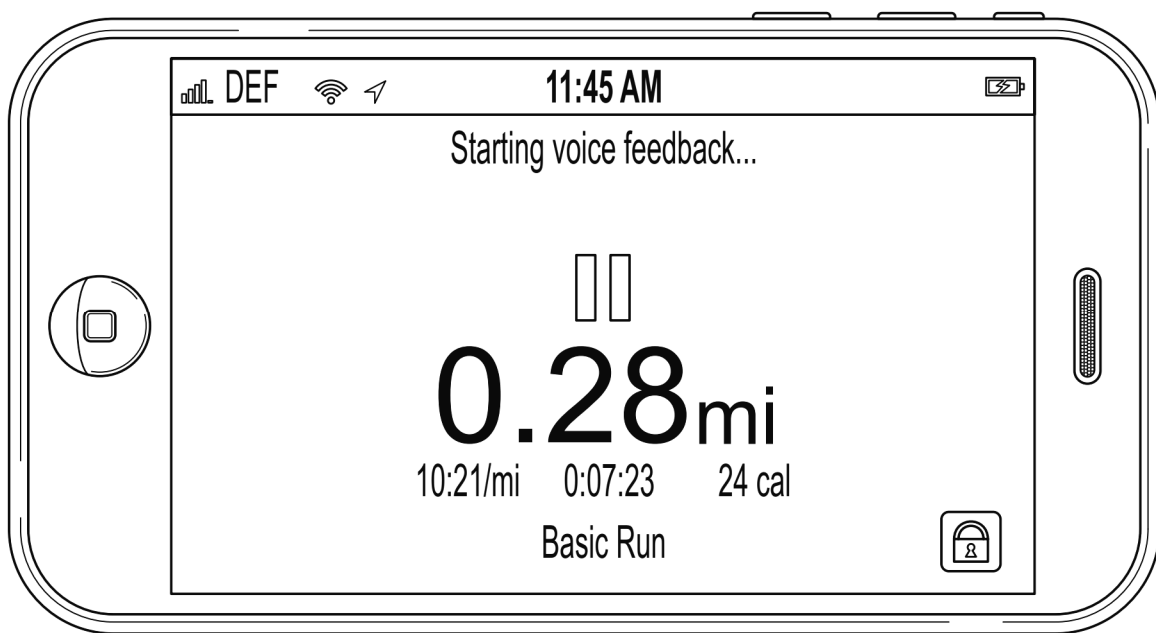 DEF 11:45 AM
Starting voice feedback...
0.28mi
10:21/mi 0:07:23 24 cal
Basic Run